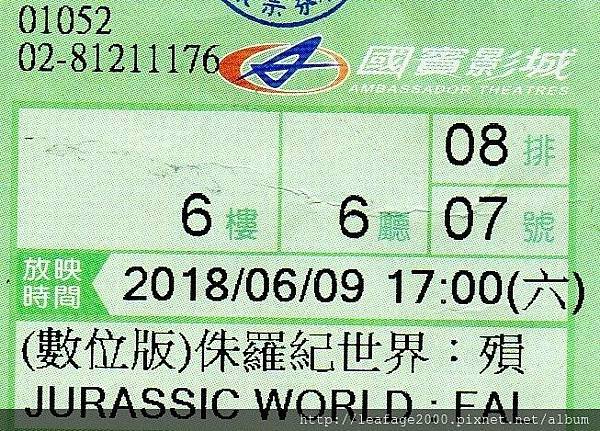 01052
02-81211176
國賓影城
AMBASSADOR THEATRES
08 排
6 樓 6 廳 07 號
放映時間 2018/06/09 17:00(六)
(數位版)侏羅紀世界：殞
JURASSIC WORLD : FAL
http://leafage2000.pixnet.net/album